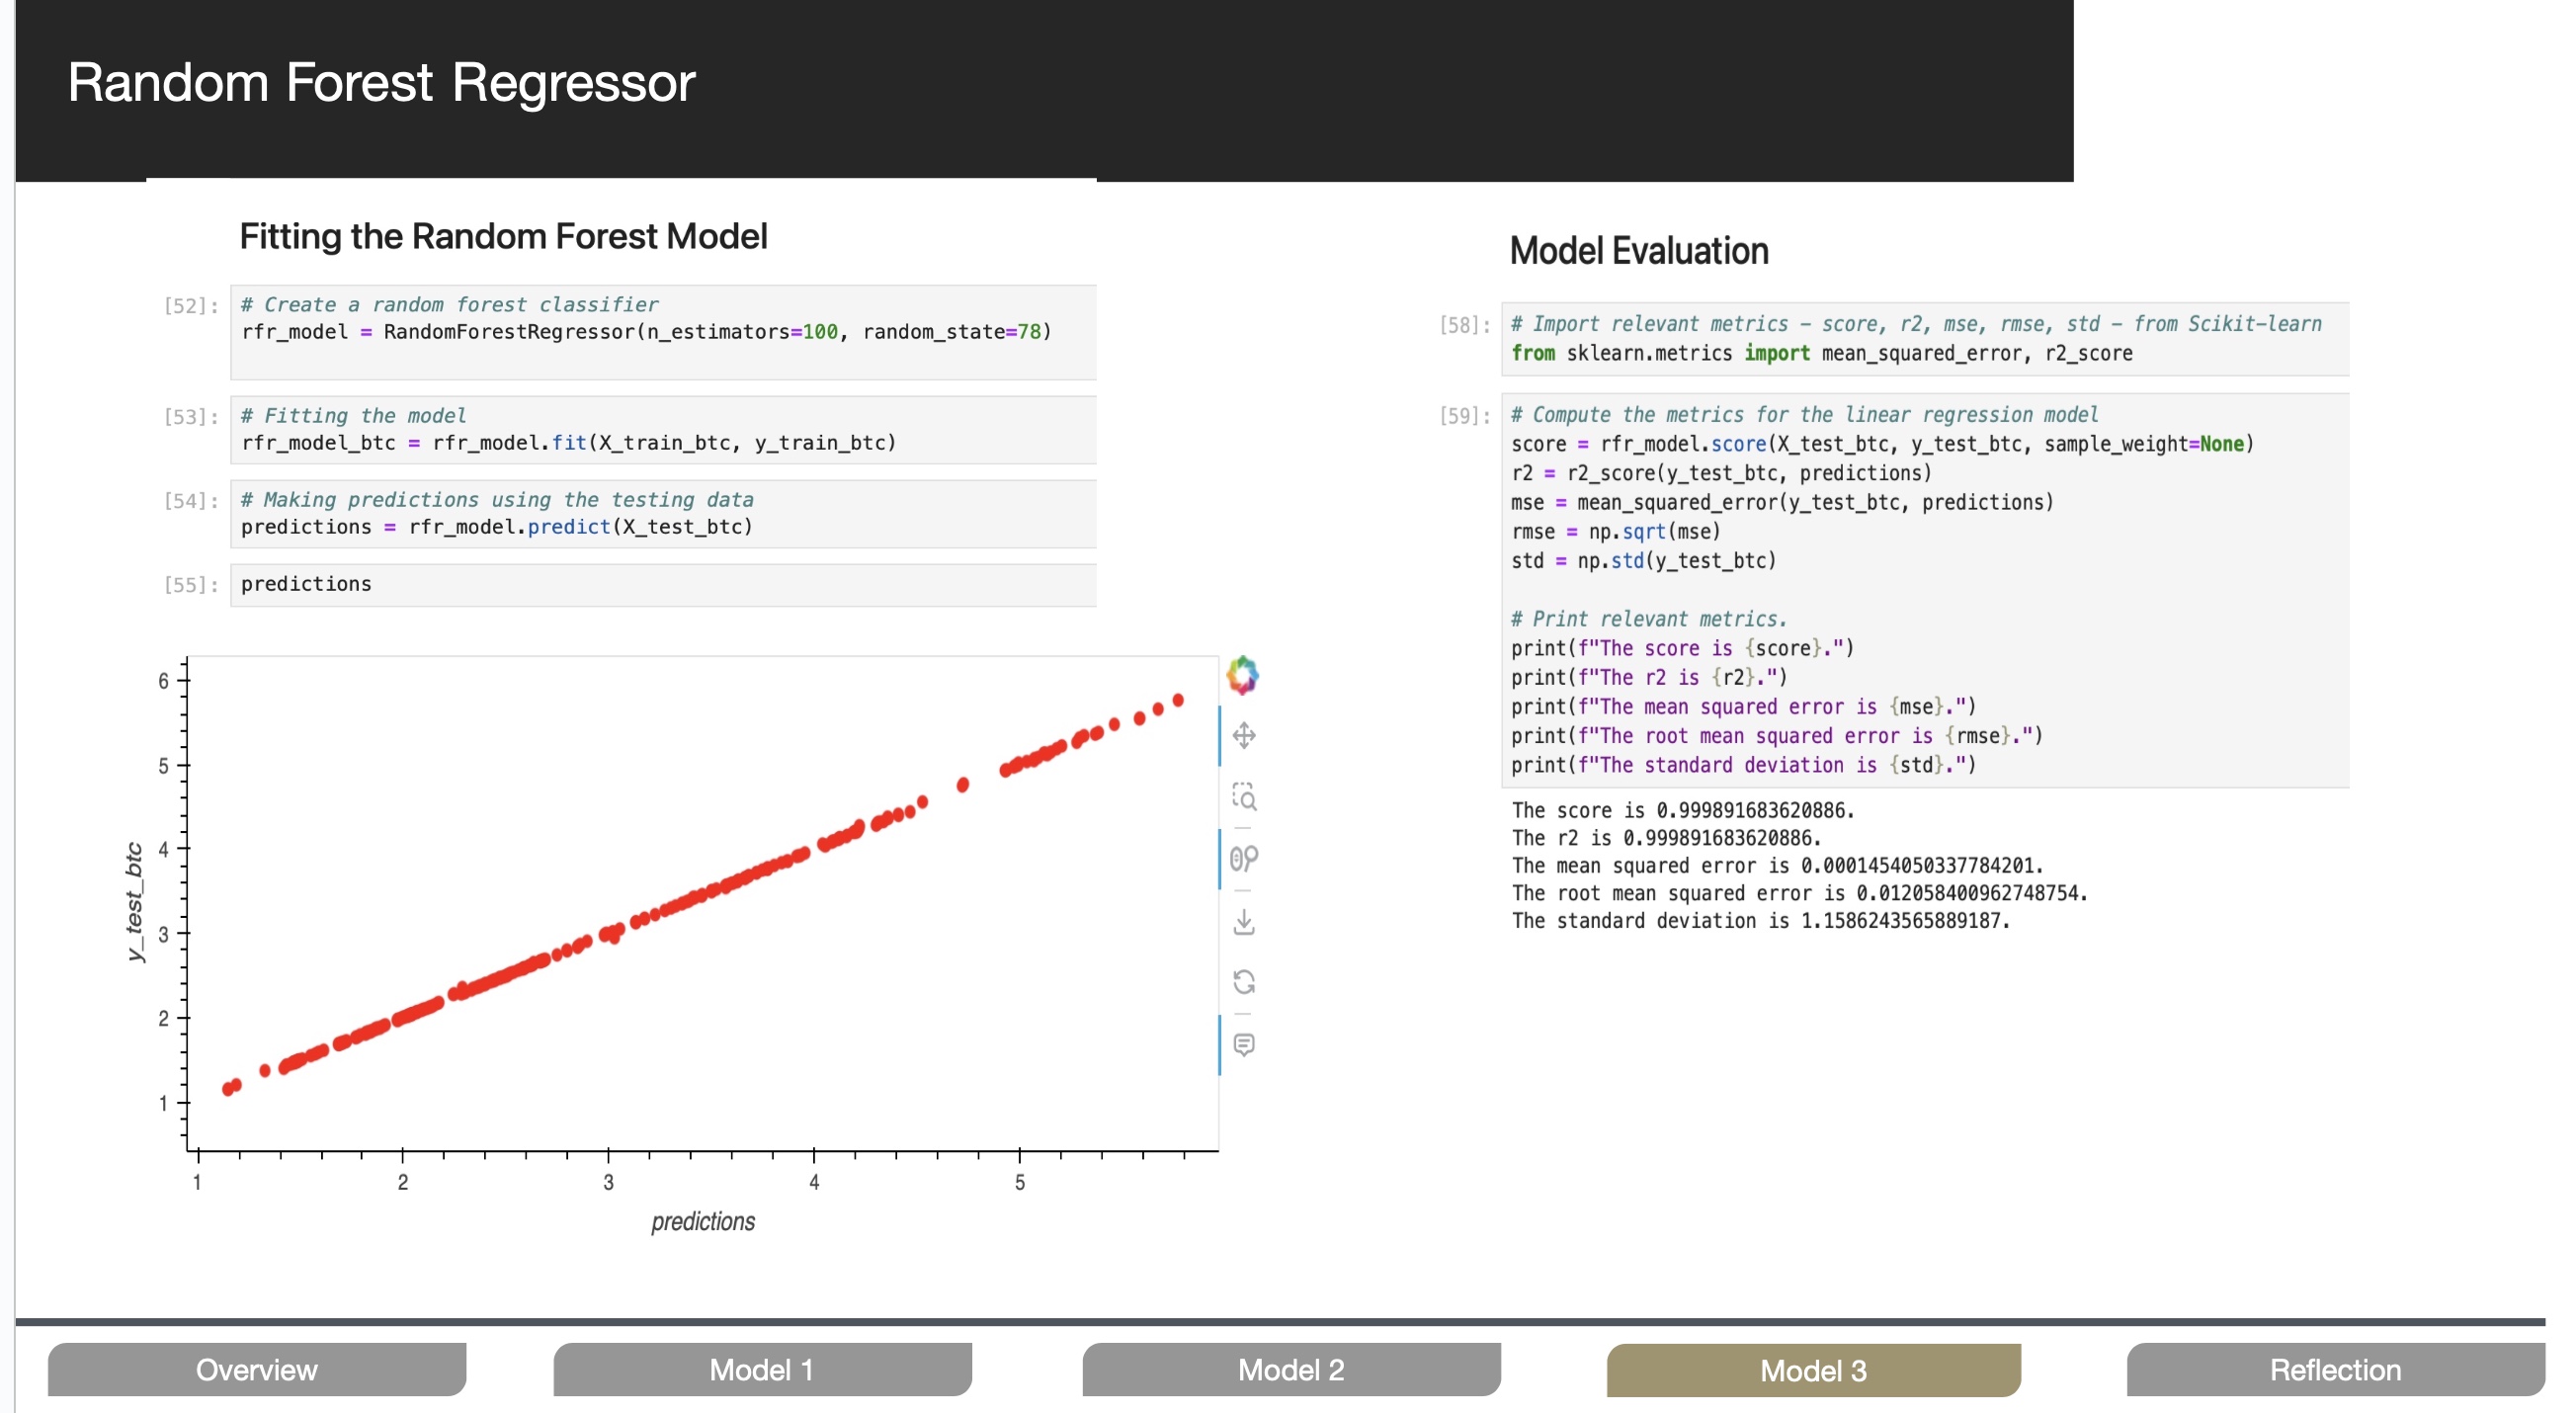 Random Forest Regressor
Fitting the Random Forest Model
[52]:
# Create a random forest classifier
rfr_model = RandomForestRegressor(n_estimators=100, random_state=78)
[53]:
# Fitting the model
rfr_model_btc = rfr_model.fit(X_train_btc, y_train_btc)
[54]:
# Making predictions using the testing data
predictions = rfr_model.predict(X_test_btc)
[55]:
predictions
6
5
4
3
2
1
y_test_btc
1 2 3 4 5
predictions
Model Evaluation
[58]:
# Import relevant metrics – score, r2, mse, rmse, std – from Scikit-learn
from sklearn.metrics import mean_squared_error, r2_score
[59]:
# Compute the metrics for the linear regression model
score = rfr_model.score(X_test_btc, y_test_btc, sample_weight=None)
r2 = r2_score(y_test_btc, predictions)
mse = mean_squared_error(y_test_btc, predictions)
rmse = np.sqrt(mse)
std = np.std(y_test_btc)
# Print relevant metrics.
print(f"The score is {score}.")
print(f"The r2 is {r2}.")
print(f"The mean squared error is {mse}.")
print(f"The root mean squared error is {rmse}.")
print(f"The standard deviation is {std}.")
The score is 0.999891683620886.
The r2 is 0.999891683620886.
The mean squared error is 0.0001454050337784201.
The root mean squared error is 0.012058400962748754.
The standard deviation is 1.1586243565889187.
Overview
Model 1
Model 2
Model 3
Reflection